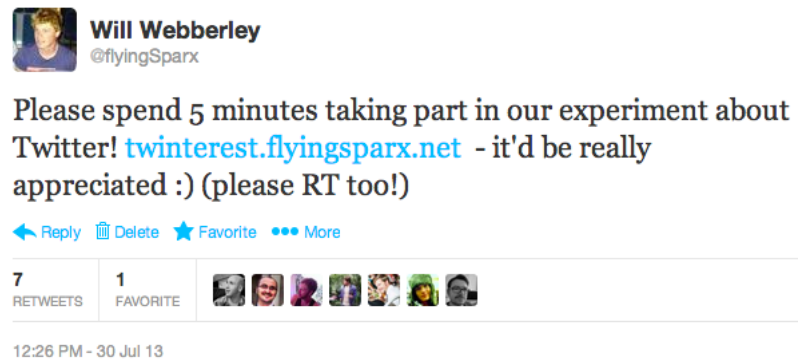 Will Webberley
@flyingSparx
Please spend 5 minutes taking part in our experiment about
Twitter! twinterest.flyingsparx.net - it'd be really
appreciated :) (please RT too!)
Reply Delete Favorite More
7 1
RETWEETS FAVORITE
12:26 PM - 30 Jul 13